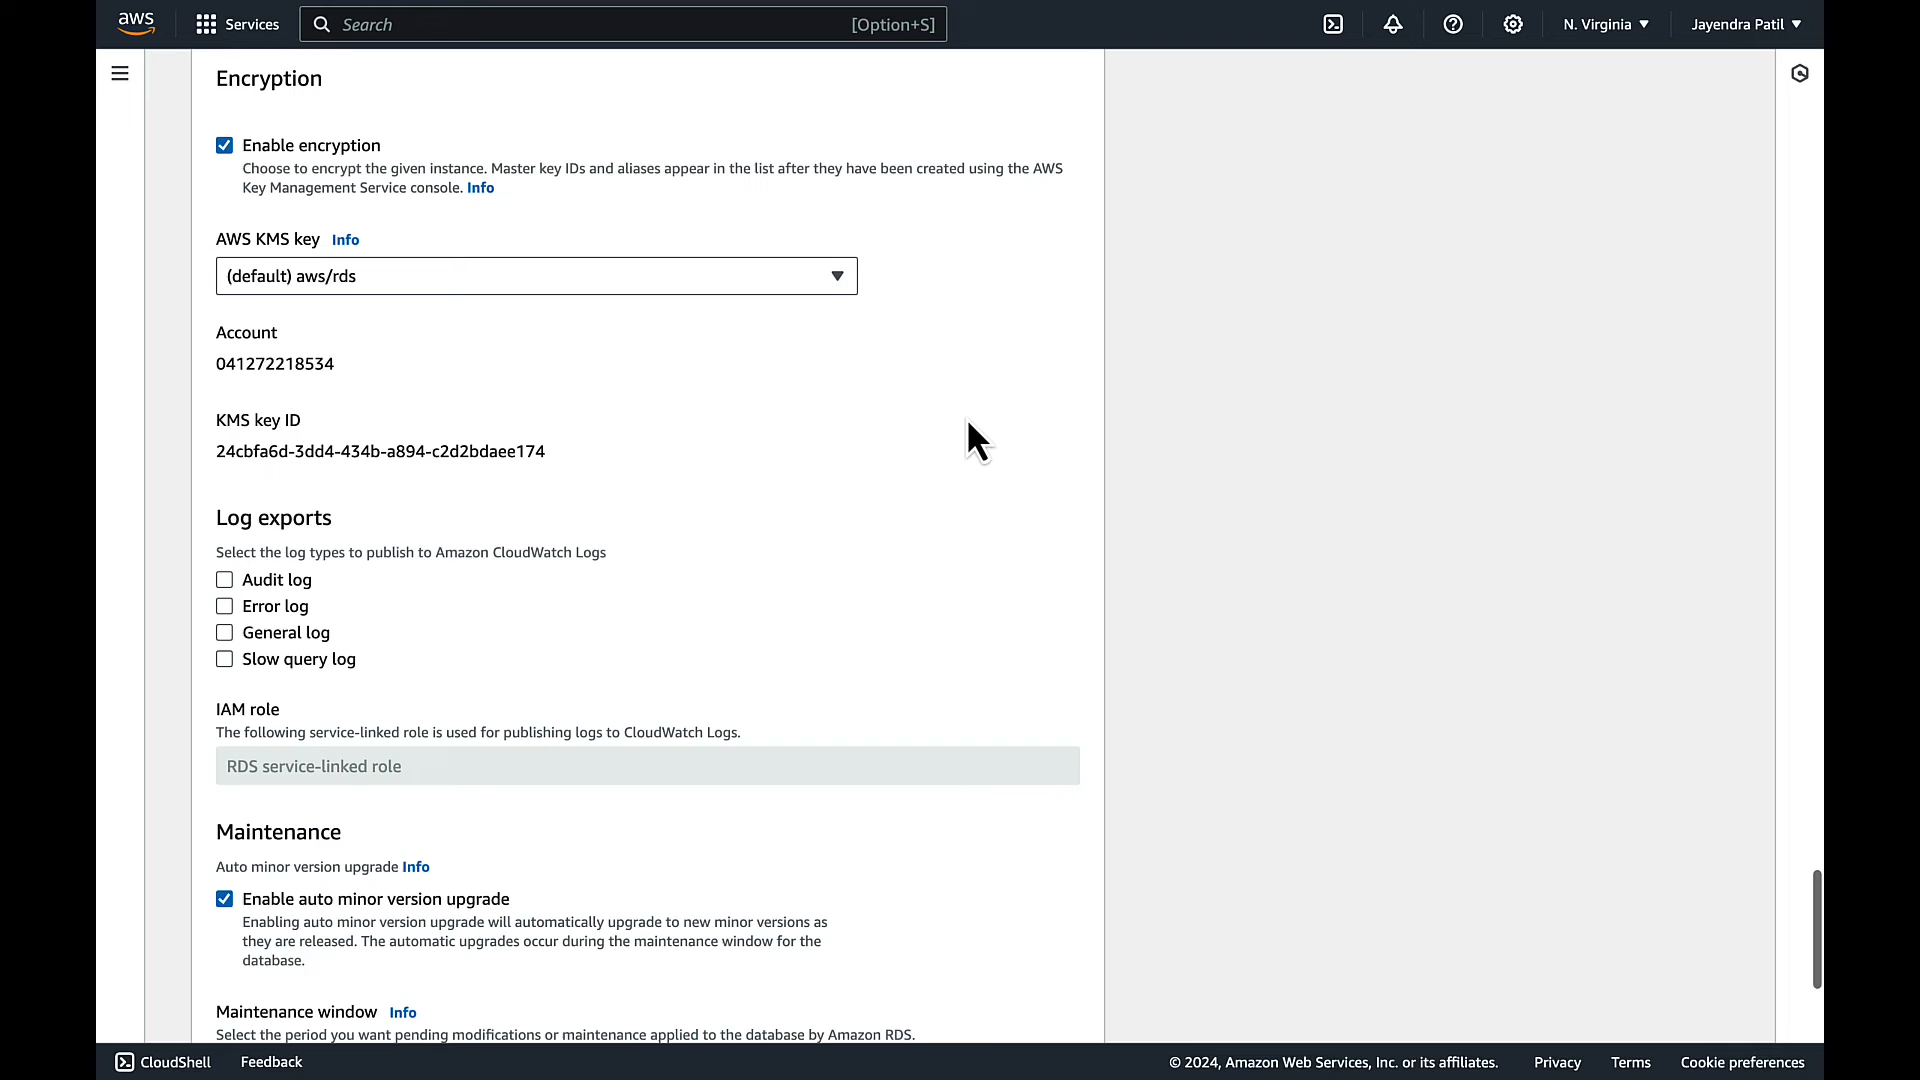 aws
Services
Search
[Option+S]
N. Virginia
Jayendra Patil
Encryption
Enable encryption
Choose to encrypt the given instance. Master key IDs and aliases appear in the list after they have been created using the AWS
Key Management Service console. Info
AWS KMS key Info
(default) aws/rds
Account
041272218534
KMS key ID
24cbfa6d-3dd4-434b-a894-c2d2bdaee174
Log exports
Select the log types to publish to Amazon CloudWatch Logs
Audit log
Error log
General log
Slow query log
IAM role
The following service-linked role is used for publishing logs to CloudWatch Logs.
RDS service-linked role
Maintenance
Auto minor version upgrade Info
Enable auto minor version upgrade
Enabling auto minor version upgrade will automatically upgrade to new minor versions as
they are released. The automatic upgrades occur during the maintenance window for the
database.
Maintenance window Info
Select the period you want pending modifications or maintenance applied to the database by Amazon RDS.
CloudShell
Feedback
© 2024, Amazon Web Services, Inc. or its affiliates.
Privacy
Terms
Cookie preferences